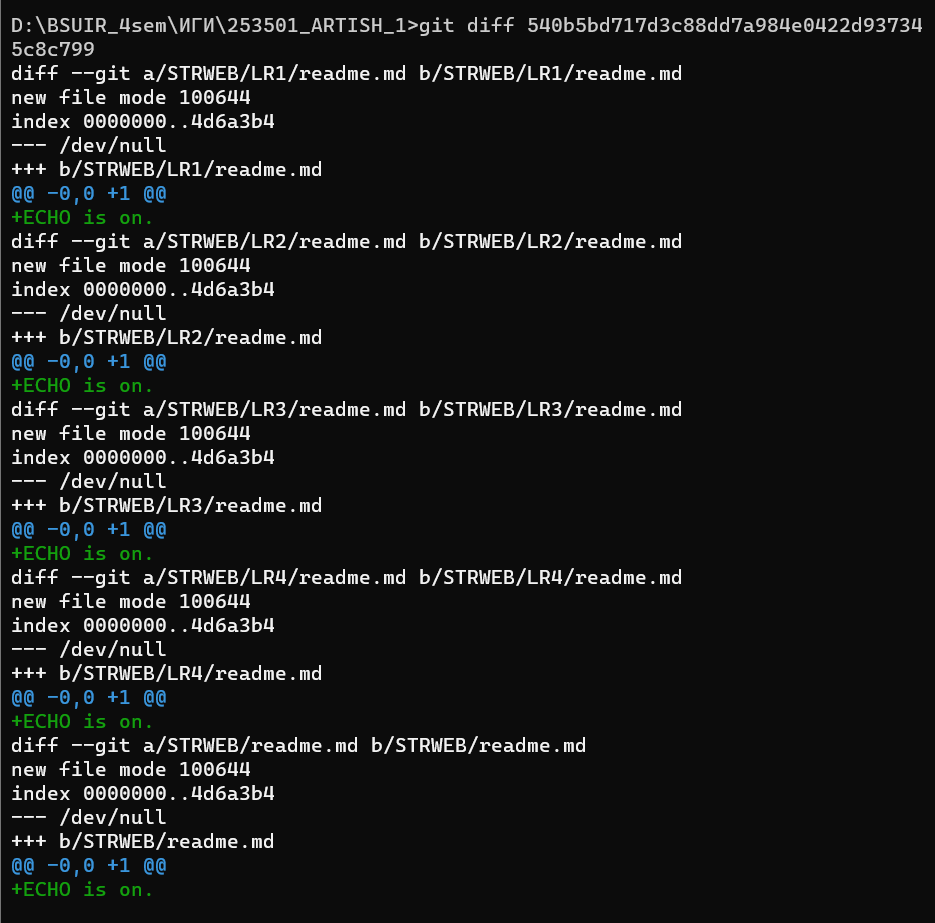 D:\BSUIR_4sem\ИГИ\253501_ARTISH_1>git diff 540b5bd717d3c88dd7a984e0422d93734
5c8c799
diff --git a/STRWEB/LR1/readme.md b/STRWEB/LR1/readme.md
new file mode 100644
index 0000000..4d6a3b4
--- /dev/null
+++ b/STRWEB/LR1/readme.md
@@ -0,0 +1 @@
+ECHO is on.
diff --git a/STRWEB/LR2/readme.md b/STRWEB/LR2/readme.md
new file mode 100644
index 0000000..4d6a3b4
--- /dev/null
+++ b/STRWEB/LR2/readme.md
@@ -0,0 +1 @@
+ECHO is on.
diff --git a/STRWEB/LR3/readme.md b/STRWEB/LR3/readme.md
new file mode 100644
index 0000000..4d6a3b4
--- /dev/null
+++ b/STRWEB/LR3/readme.md
@@ -0,0 +1 @@
+ECHO is on.
diff --git a/STRWEB/LR4/readme.md b/STRWEB/LR4/readme.md
new file mode 100644
index 0000000..4d6a3b4
--- /dev/null
+++ b/STRWEB/LR4/readme.md
@@ -0,0 +1 @@
+ECHO is on.
diff --git a/STRWEB/readme.md b/STRWEB/readme.md
new file mode 100644
index 0000000..4d6a3b4
--- /dev/null
+++ b/STRWEB/readme.md
@@ -0,0 +1 @@
+ECHO is on.